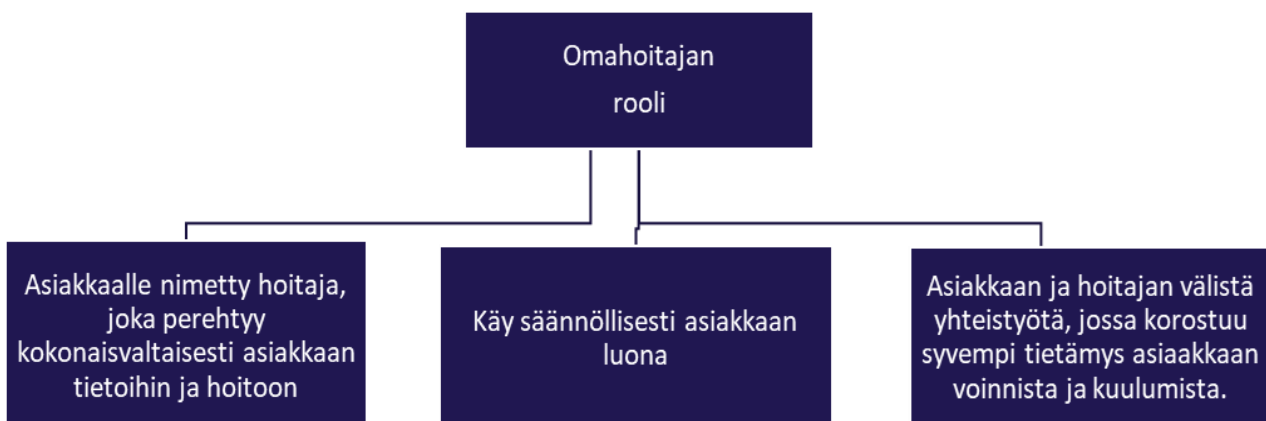 Omahoitajan
rooli
Asiakkaalle nimetty hoitaja,
joka perehtyy
kokonaisvaltaisesti asiakkaan
tietoihin ja hoitoon
Käy säännöllisesti asiakkaan
luona
Asiakkaan ja hoitajan välistä
yhteistyötä, jossa korostuu
syvempi tietämys asiaakkaan
voinnista ja kuulumista.